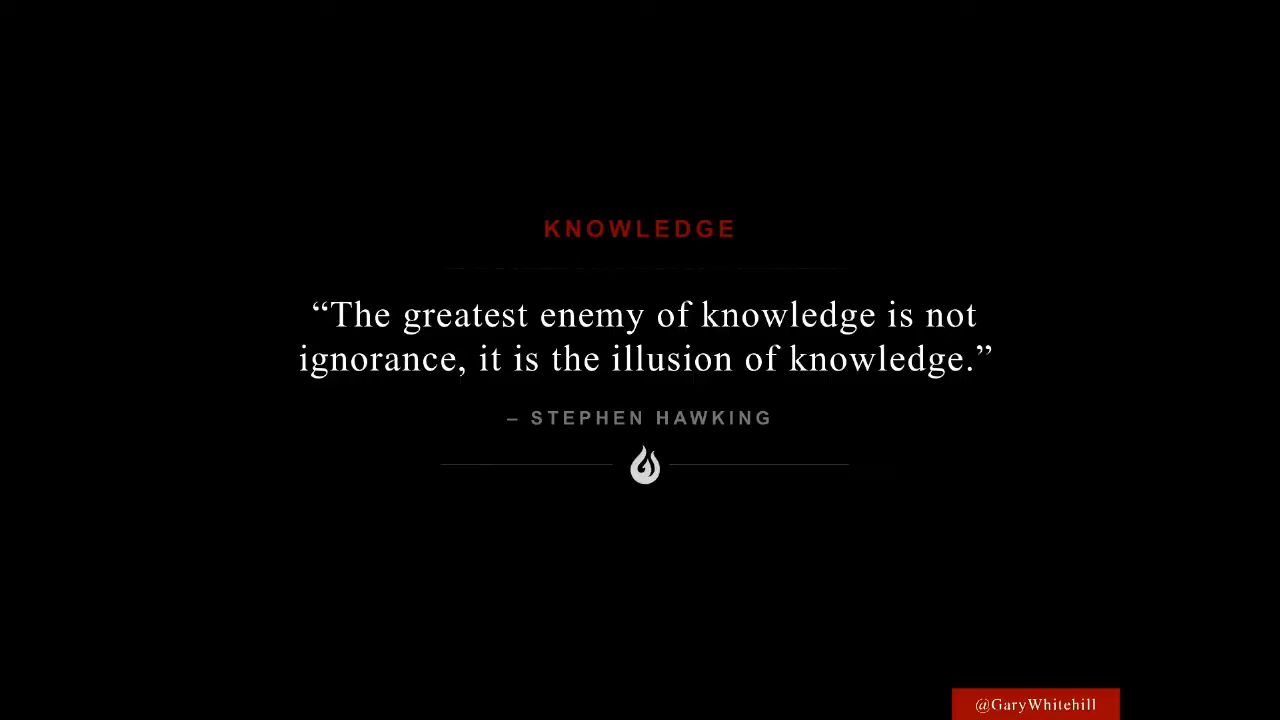 KNOWLEDGE
“The greatest enemy of knowledge is not
ignorance, it is the illusion of knowledge.”
– STEPHEN HAWKING
@GaryWhitehill